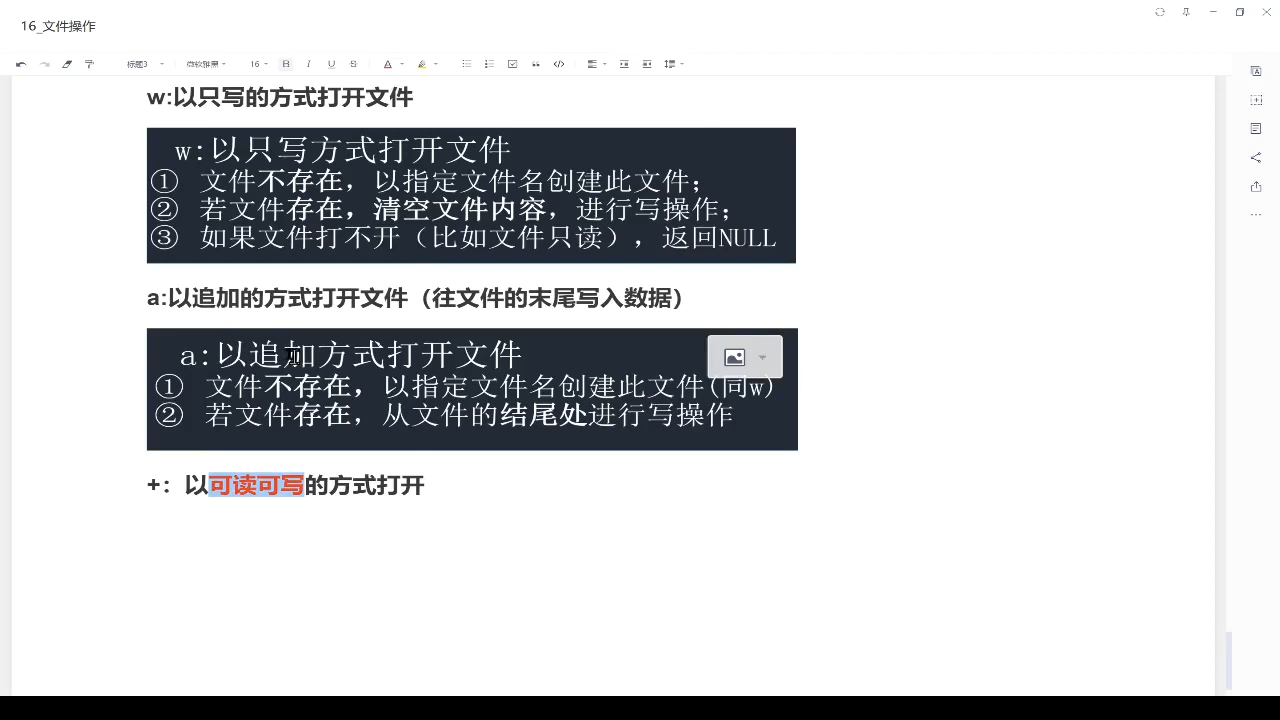 16_文件操作
标题3 微软雅黑 16 B I U S A
w:以只写的方式打开文件
w:以只写方式打开文件
① 文件不存在，以指定文件名创建此文件；
② 若文件存在，清空文件内容，进行写操作；
③ 如果文件打不开（比如文件只读），返回NULL
a:以追加的方式打开文件（往文件的末尾写入数据）
a:以追加方式打开文件
① 文件不存在，以指定文件名创建此文件(同w)
② 若文件存在，从文件的结尾处进行写操作
+：以可读可写的方式打开